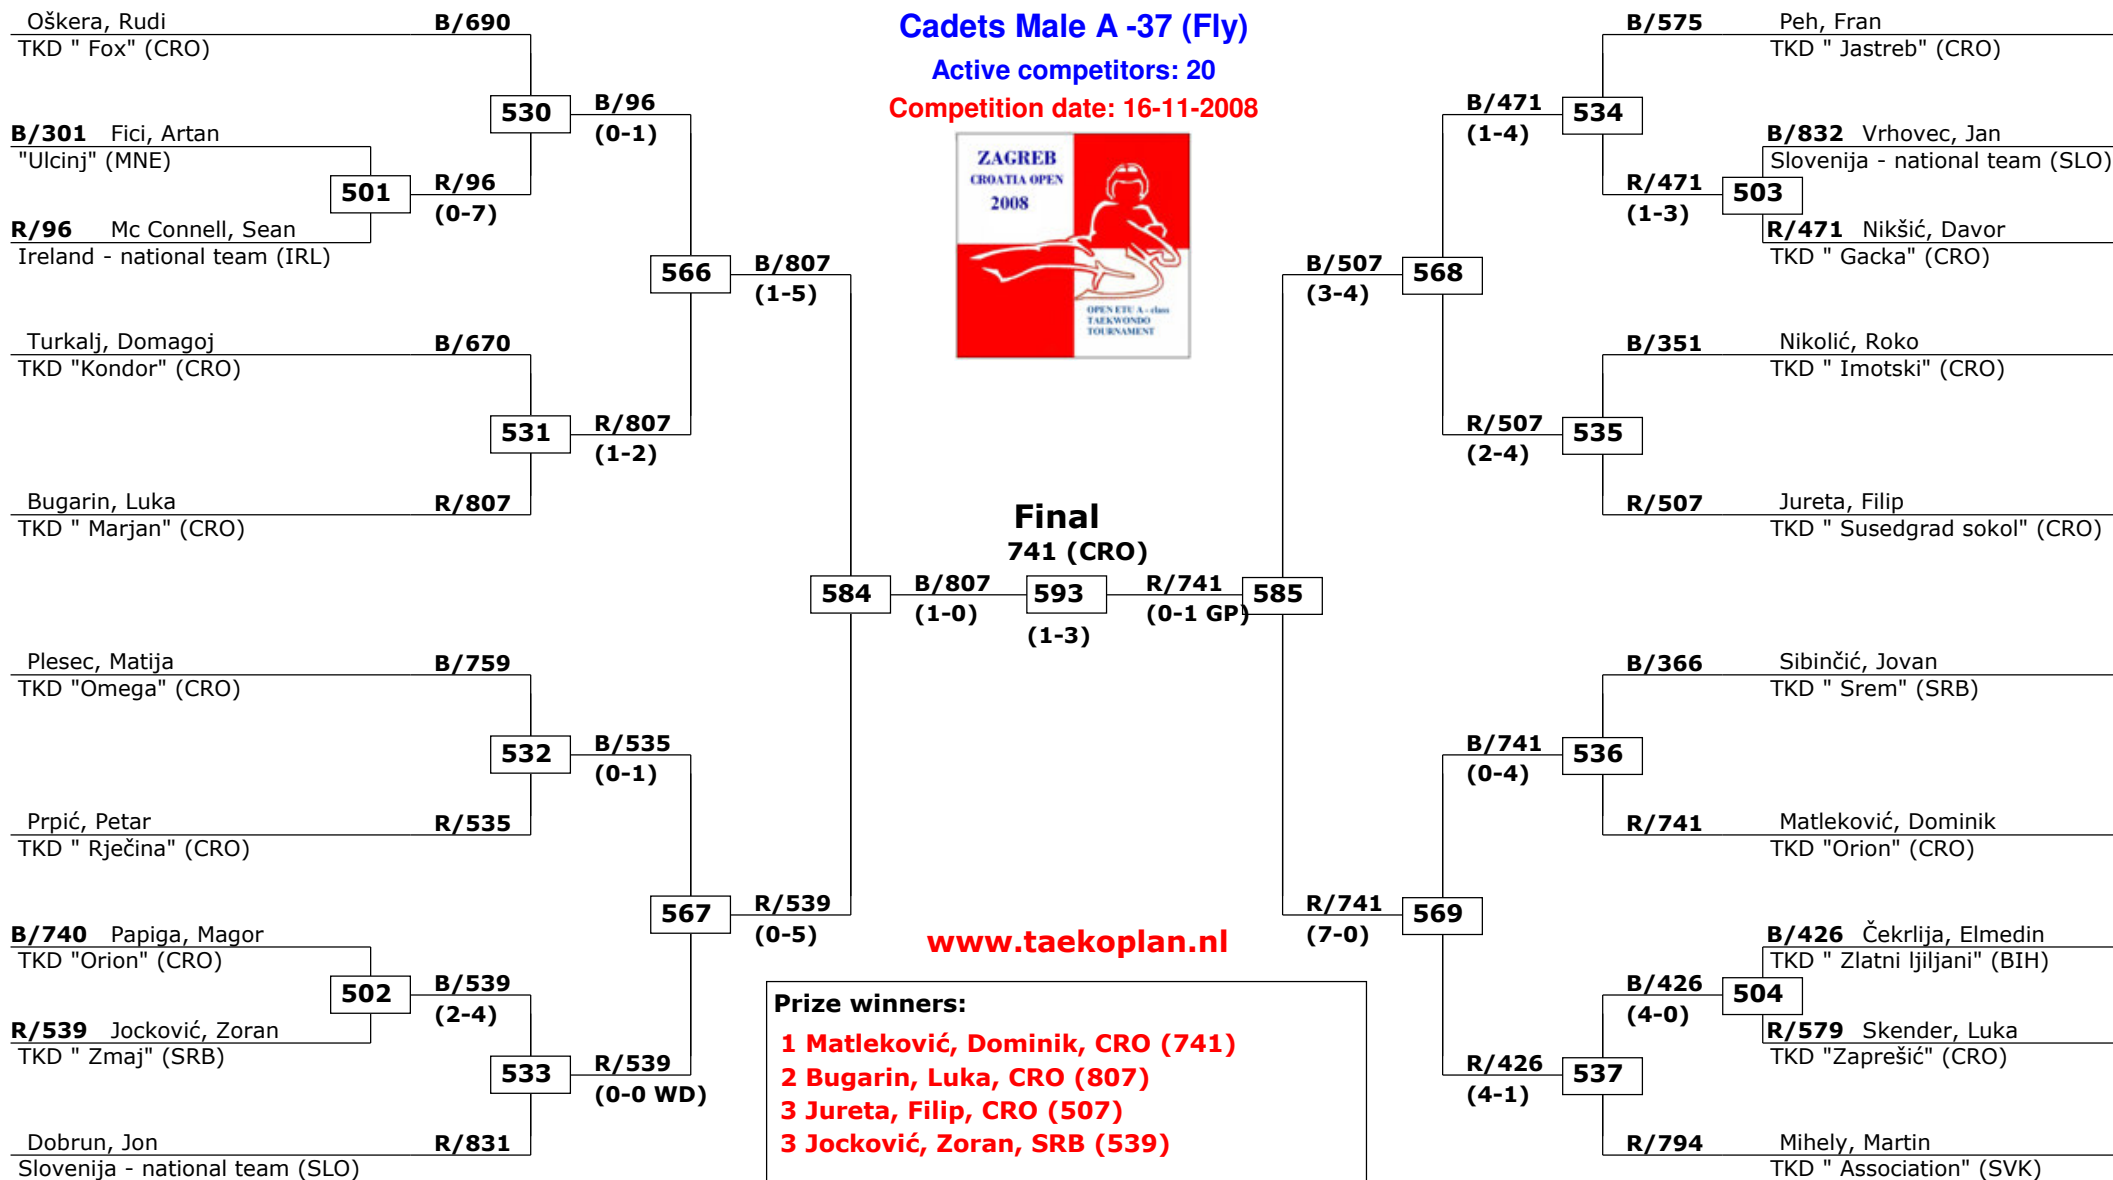 Cadets Male A -37 (Fly)
Active competitors: 20
Competition date: 16-11-2008
ZAGREB
CROATIA OPEN
2008
OPEN ETU A - class
TAEKWONDO
TOURNAMENT
Oškera, Rudi B/690
TKD " Fox" (CRO)
530 B/96
(0-1)
B/301 Fici, Artan
"Ulcinj" (MNE)
501 R/96
(0-7)
R/96 Mc Connell, Sean
Ireland - national team (IRL)
566 B/807
(1-5)
Turkalj, Domagoj B/670
TKD "Kondor" (CRO)
531 R/807
(1-2)
Bugarin, Luka R/807
TKD " Marjan" (CRO)
584 B/807
(1-0)
Plesec, Matija B/759
TKD "Omega" (CRO)
532 B/535
(0-1)
Prpić, Petar R/535
TKD " Rječina" (CRO)
567 R/539
(0-5)
B/740 Papiga, Magor
TKD "Orion" (CRO)
502 B/539
(2-4)
R/539 Jocković, Zoran
TKD " Zmaj" (SRB)
533 R/539
(0-0 WD)
Dobrun, Jon R/831
Slovenija - national team (SLO)
Final
741 (CRO)
593
(1-3)
R/741 585
(0-1 GP)
B/575 Peh, Fran
TKD " Jastreb" (CRO)
B/471 534
(1-4)
B/832 Vrhovec, Jan
Slovenija - national team (SLO)
R/471 503
(1-3)
R/471 Nikšić, Davor
TKD " Gacka" (CRO)
B/507 568
(3-4)
B/351 Nikolić, Roko
TKD " Imotski" (CRO)
R/507 535
(2-4)
R/507 Jureta, Filip
TKD " Susedgrad sokol" (CRO)
B/366 Sibinčić, Jovan
TKD " Srem" (SRB)
B/741 536
(0-4)
R/741 Matleković, Dominik
TKD "Orion" (CRO)
R/741 569
(7-0)
B/426 Čekrlija, Elmedin
TKD " Zlatni ljiljani" (BIH)
B/426 504
(4-0)
R/579 Skender, Luka
TKD "Zaprešić" (CRO)
R/426 537
(4-1)
R/794 Mihely, Martin
TKD " Association" (SVK)
www.taekoplan.nl
Prize winners:
1 Matleković, Dominik, CRO (741)
2 Bugarin, Luka, CRO (807)
3 Jureta, Filip, CRO (507)
3 Jocković, Zoran, SRB (539)